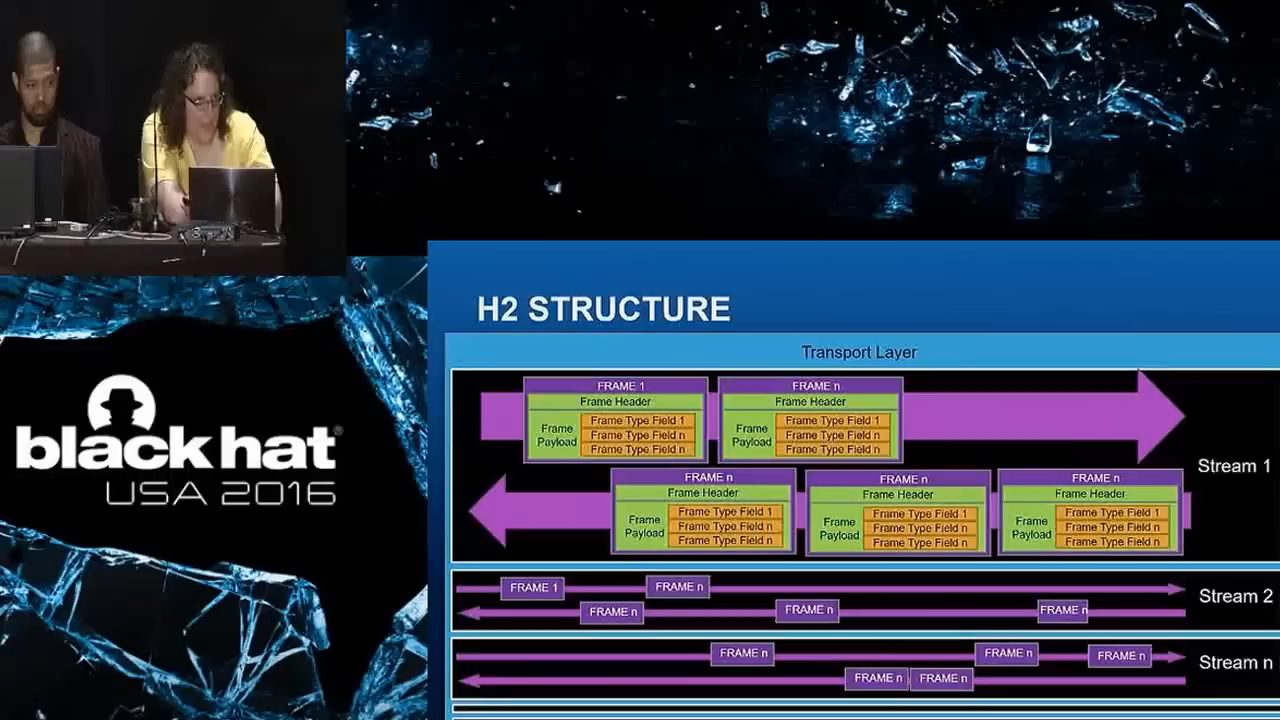 black hat®
USA 2016
H2 STRUCTURE
Transport Layer
FRAME 1
Frame Header
Frame Payload
Frame Type Field 1
Frame Type Field n
Frame Type Field n
FRAME n
Frame Header
Frame Payload
Frame Type Field 1
Frame Type Field n
Frame Type Field n
FRAME n
Frame Header
Frame Payload
Frame Type Field 1
Frame Type Field n
Frame Type Field n
FRAME n
Frame Header
Frame Payload
Frame Type Field 1
Frame Type Field n
Frame Type Field n
FRAME n
Frame Header
Frame Payload
Frame Type Field 1
Frame Type Field n
Frame Type Field n
Stream 1
FRAME 1
FRAME n
FRAME n
FRAME n
FRAME n
Stream 2
FRAME n
FRAME n
FRAME n
FRAME n
FRAME n
Stream n